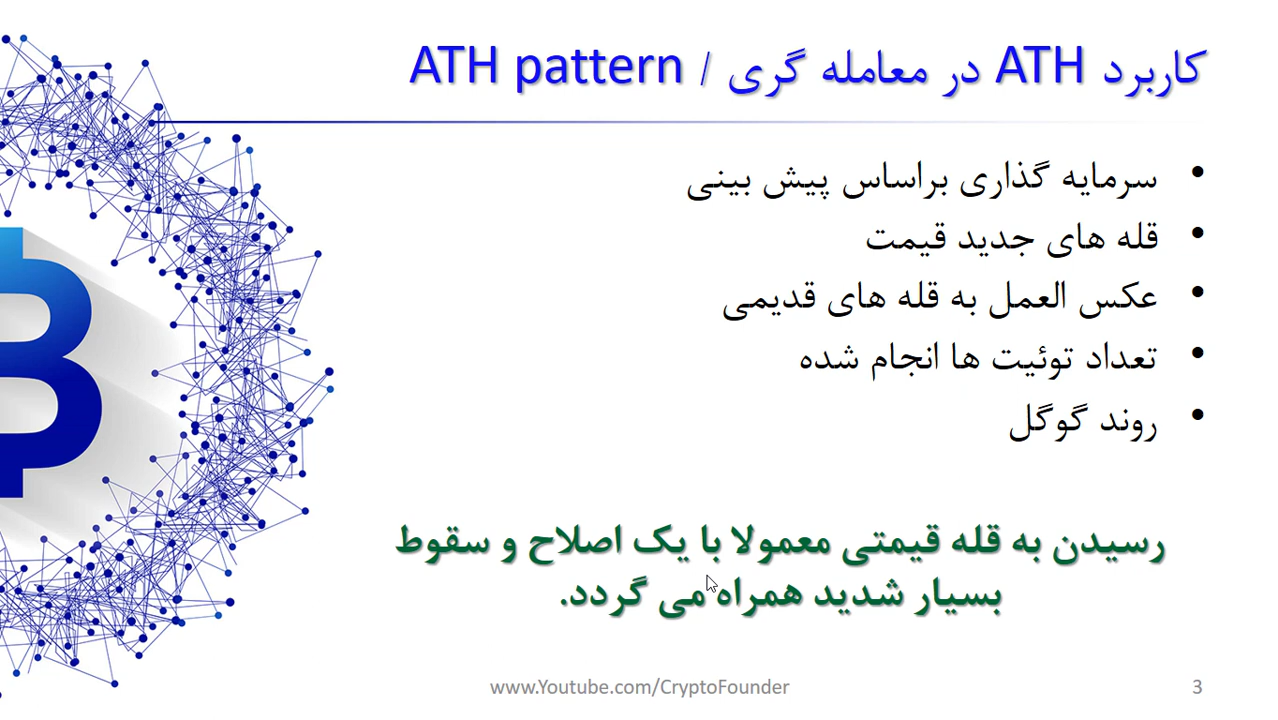 کاربرد ATH در معامله گری / ATH pattern
• سرمایه گذاری براساس پیش بینی
• قله های جدید قیمت
• عکس العمل به قله های قدیمی
• تعداد توئیت ها انجام شده
• روند گوگل
رسیدن به قله قیمتی معمولا با یک اصلاح و سقوط
بسیار شدید همراه می گردد.
www.Youtube.com/CryptoFounder
3